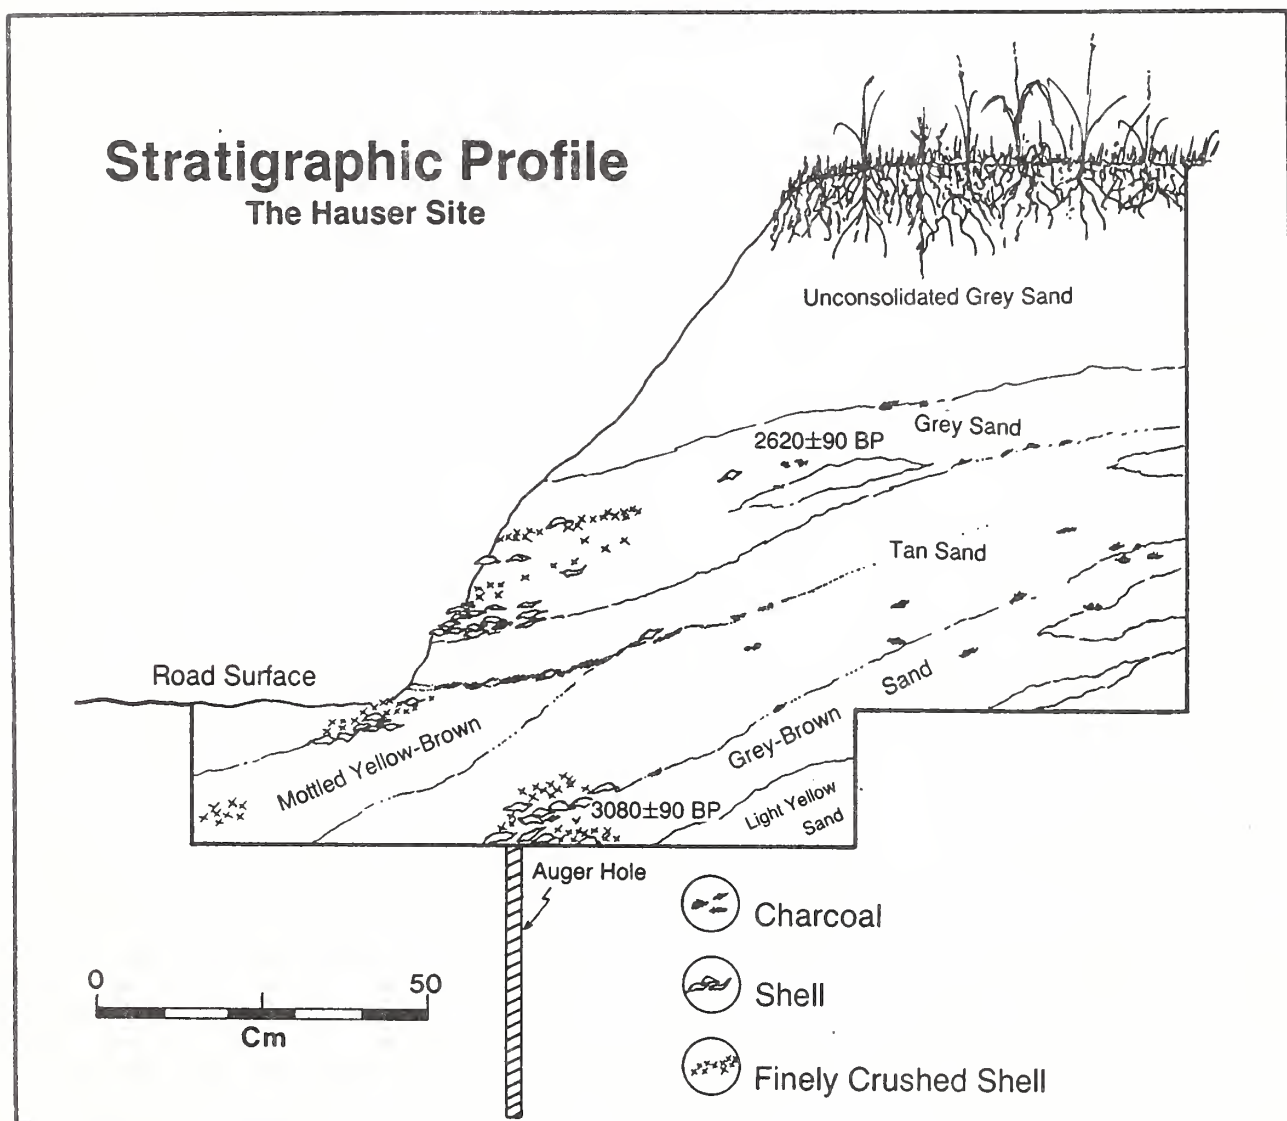 Stratigraphic Profile
The Hauser Site
Unconsolidated Grey Sand
Grey Sand
2620±90 BP
Tan Sand
Road Surface
Sand
Mottled Yellow-Brown
Grey-Brown
3080±90 BP
Light Yellow
Sand
Auger Hole
Charcoal
0 50
Shell
Cm
Finely Crushed Shell